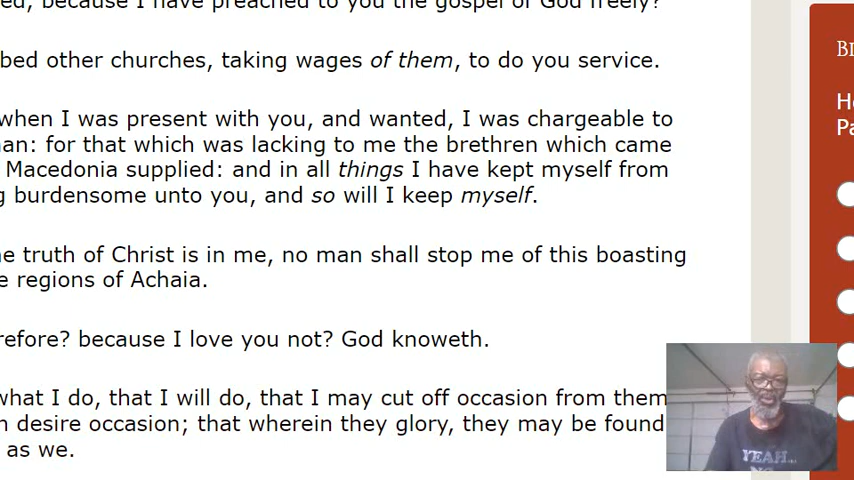 ed, because I have preached to you the gospel of God freely?
bed other churches, taking wages of them, to do you service.
when I was present with you, and wanted, I was chargeable to
an: for that which was lacking to me the brethren which came
Macedonia supplied: and in all things I have kept myself from
g burdensome unto you, and so will I keep myself.
e truth of Christ is in me, no man shall stop me of this boasting
e regions of Achaia.
refore? because I love you not? God knoweth.
what I do, that I will do, that I may cut off occasion from them
h desire occasion; that wherein they glory, they may be found
as we.
YEAH...